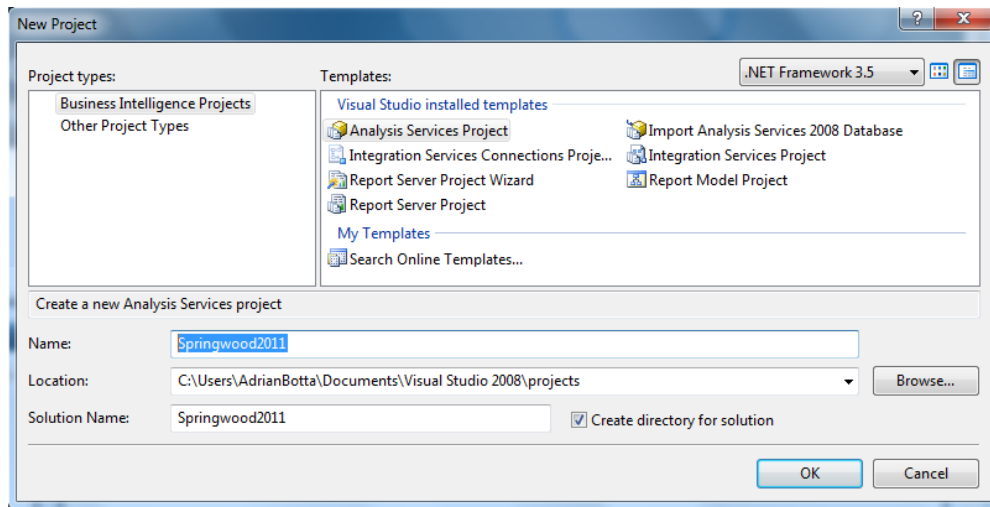 New Project
Project types:
Templates:
.NET Framework 3.5
Business Intelligence Projects
Other Project Types
Visual Studio installed templates
Analysis Services Project
Import Analysis Services 2008 Database
Integration Services Connections Proje...
Integration Services Project
Report Server Project Wizard
Report Model Project
Report Server Project
My Templates
Search Online Templates...
Create a new Analysis Services project
Name:
Springwood2011
Location:
C:\Users\AdrianBotta\Documents\Visual Studio 2008\projects
Browse...
Solution Name:
Springwood2011
Create directory for solution
OK
Cancel